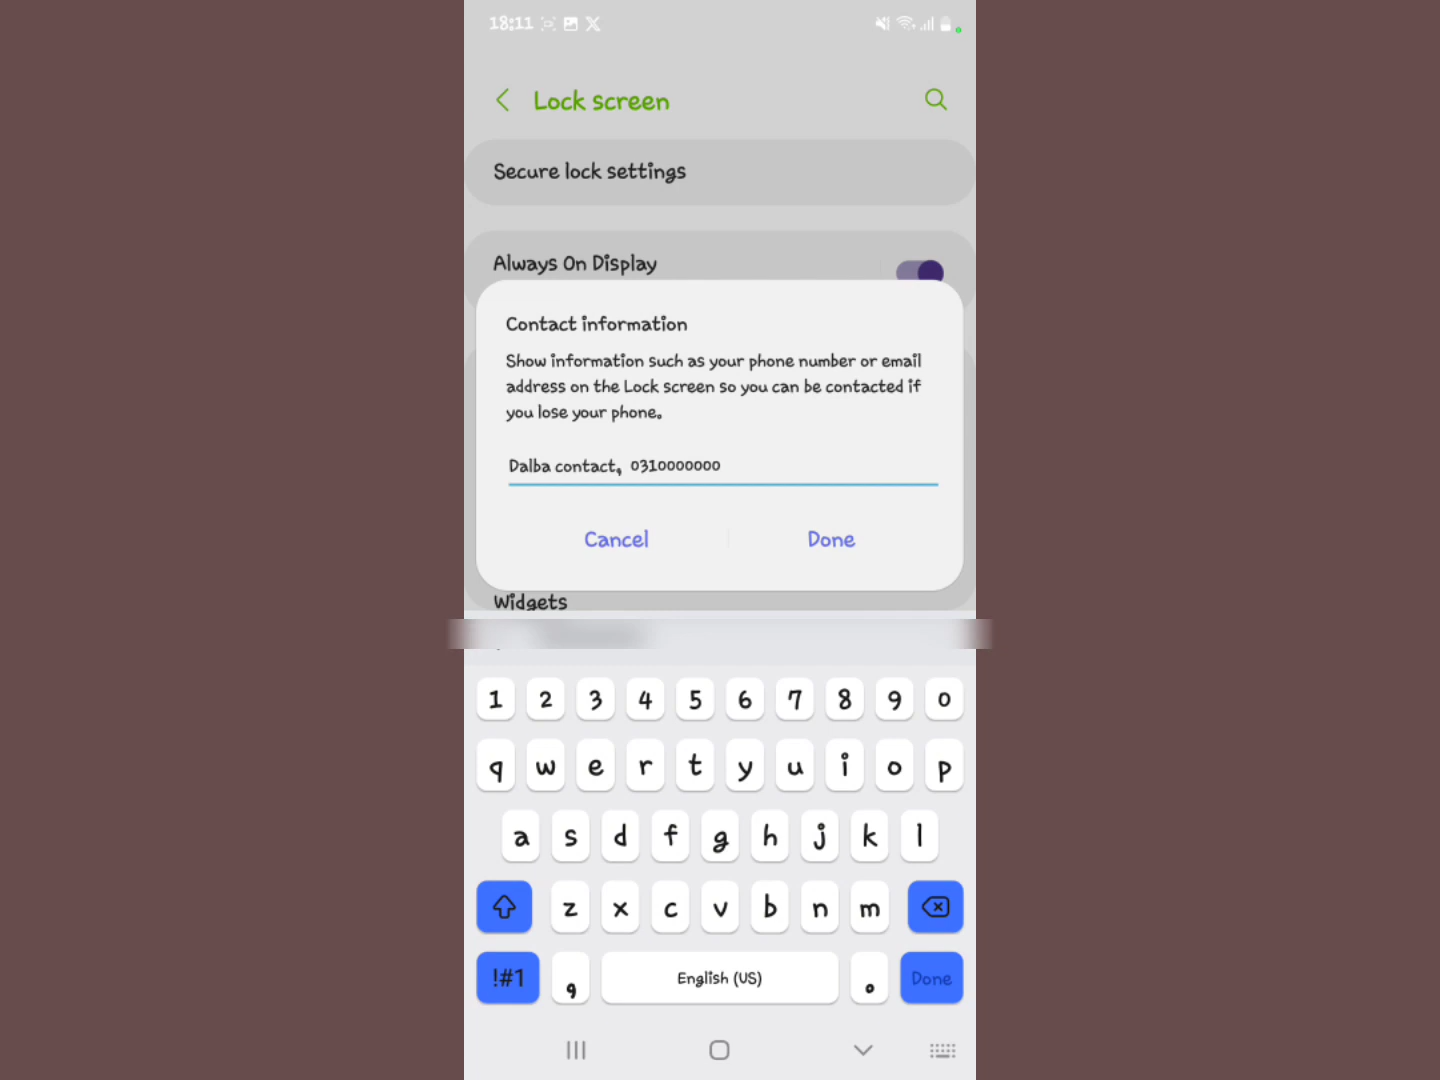 18:11
Lock screen
Secure lock settings
Always On Display
Contact information
Show information such as your phone number or email
address on the Lock screen so you can be contacted if
you lose your phone.
Dalba contact, 0310000000
Cancel Done
Widgets
1 2 3 4 5 6 7 8 9 0
q w e r t y u i o p
a s d f g h j k l
z x c v b n m
!#1 , English (US) . Done